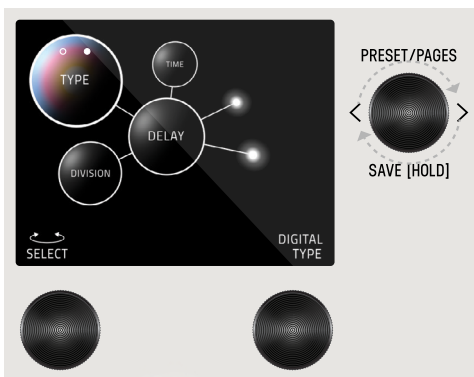 PRESET/PAGES
TYPE
TIME
DELAY
DIVISION
< >
SAVE [HOLD]
SELECT
DIGITAL
TYPE